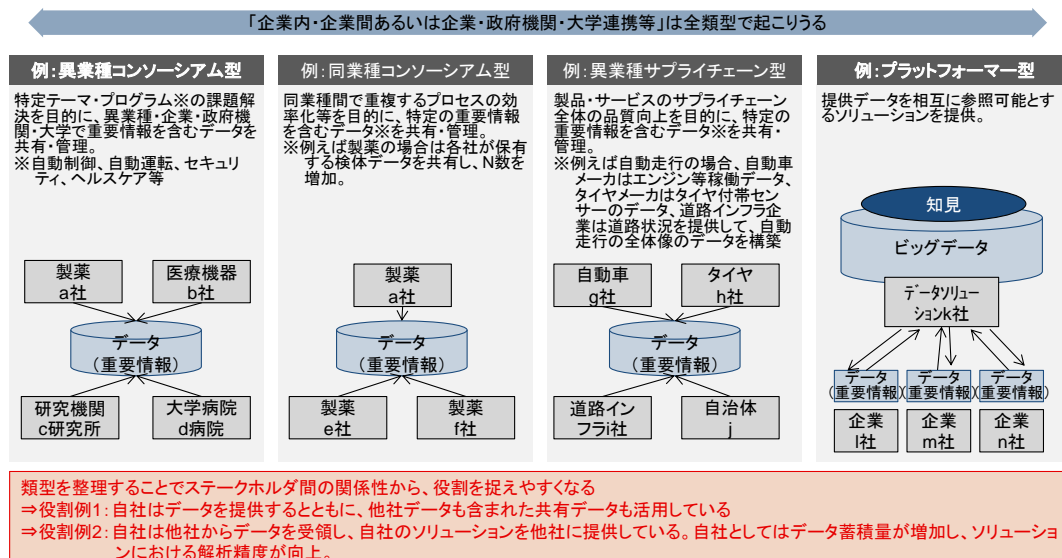 「企業内・企業間あるいは企業・政府機関・大学連携等」は全類型で起こりうる
例：異業種コンソーシアム型
特定テーマ・プログラム※の課題解
決を目的に、異業種・企業・政府機
関・大学で重要情報を含むデータを
共有・管理。
※自動制御、自動運転、セキュリ
ティ、ヘルスケア等
製薬
a社
医療機器
b社
データ
（重要情報）
研究機関
c研究所
大学病院
d病院
例：同業種コンソーシアム型
同業種間で重複するプロセスの効
率化等を目的に、特定の重要情報
を含むデータ※を共有・管理。
※例えば製薬の場合は各社が保有
する検体データを共有し、N数を
増加。
製薬
a社
データ
（重要情報）
製薬
e社
製薬
f社
例：異業種サプライチェーン型
製品・サービスのサプライチェーン
全体の品質向上を目的に、特定の
重要情報を含むデータ※を共有・
管理。
※例えば自動走行の場合、自動車
メーカはエンジン等稼働データ、
タイヤメーカはタイヤ付帯セン
サーのデータ、道路インフラ企
業は道路状況を提供して、自動
走行の全体像のデータを構築
自動車
g社
タイヤ
h社
データ
（重要情報）
道路イン
フラi社
自治体
j
例：プラットフォーマー型
提供データを相互に参照可能とす
るソリューションを提供。
知見
ビッグデータ
ﾃﾞｰﾀｿﾘｭｰ
ｼｮﾝk社
データ
(重要情報)
データ
(重要情報)
データ
(重要情報)
企業
l社
企業
m社
企業
n社
類型を整理することでステークホルダ間の関係性から、役割を捉えやすくなる
⇒役割例1：自社はデータを提供するとともに、他社データも含まれた共有データも活用している
⇒役割例2：自社は他社からデータを受領し、自社のソリューションを他社に提供している。自社としてはデータ蓄積量が増加し、ソリューショ
ンにおける解析精度が向上。